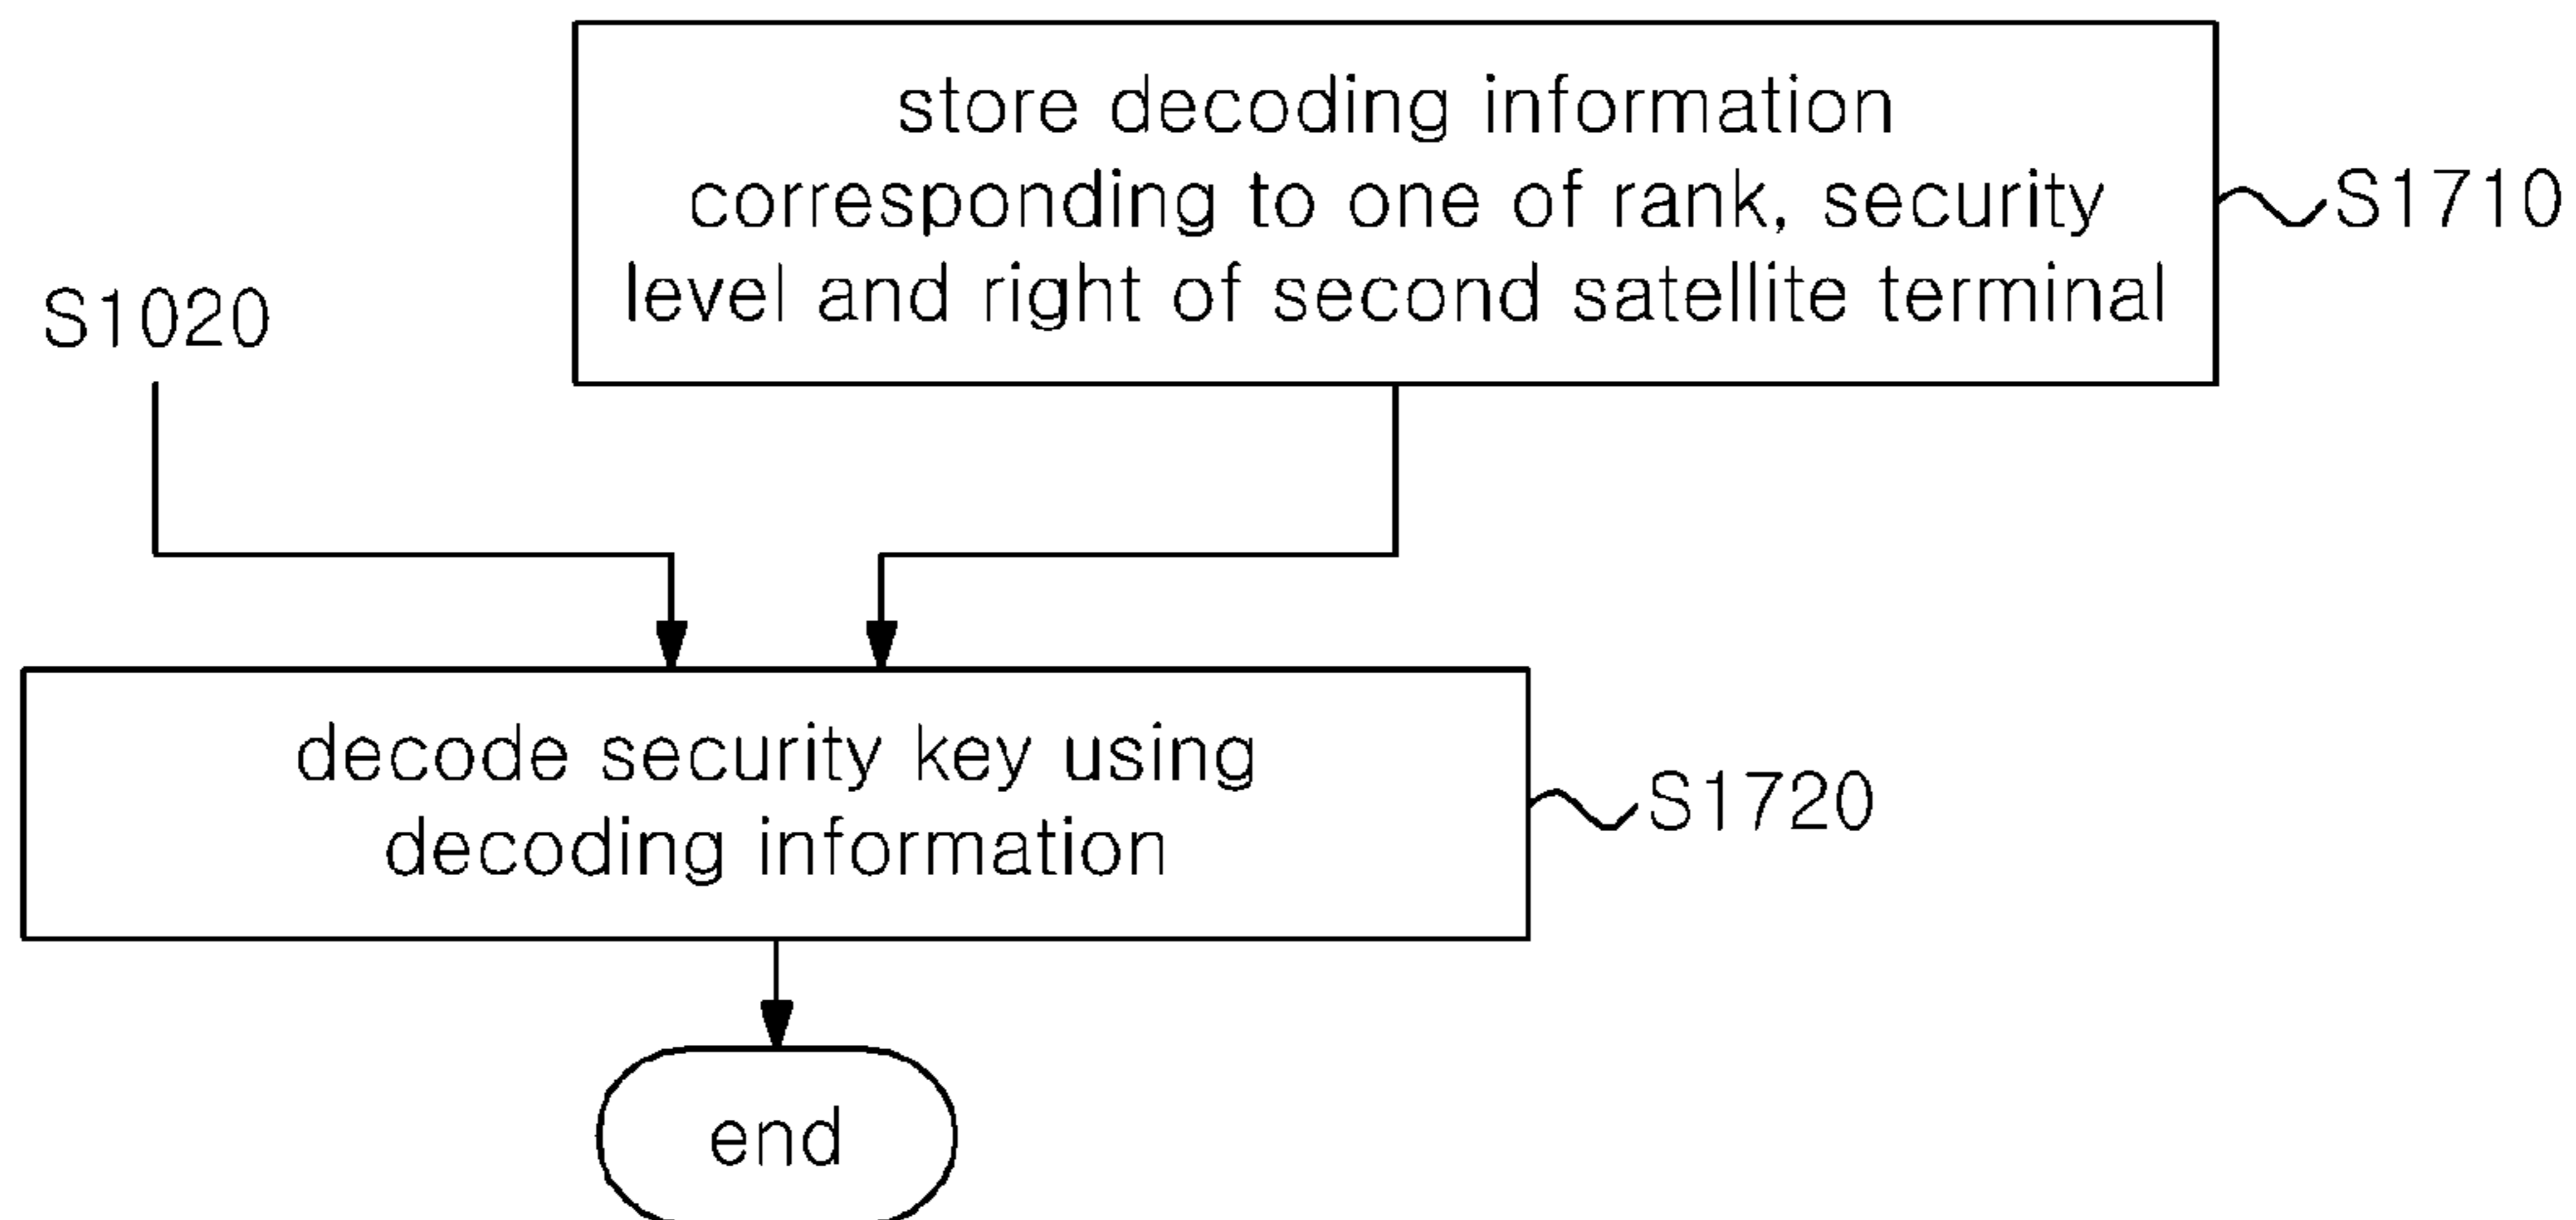 store decoding information
corresponding to one of rank, security
level and right of second satellite terminal
S1710
S1020
decode security key using
decoding information
S1720
end